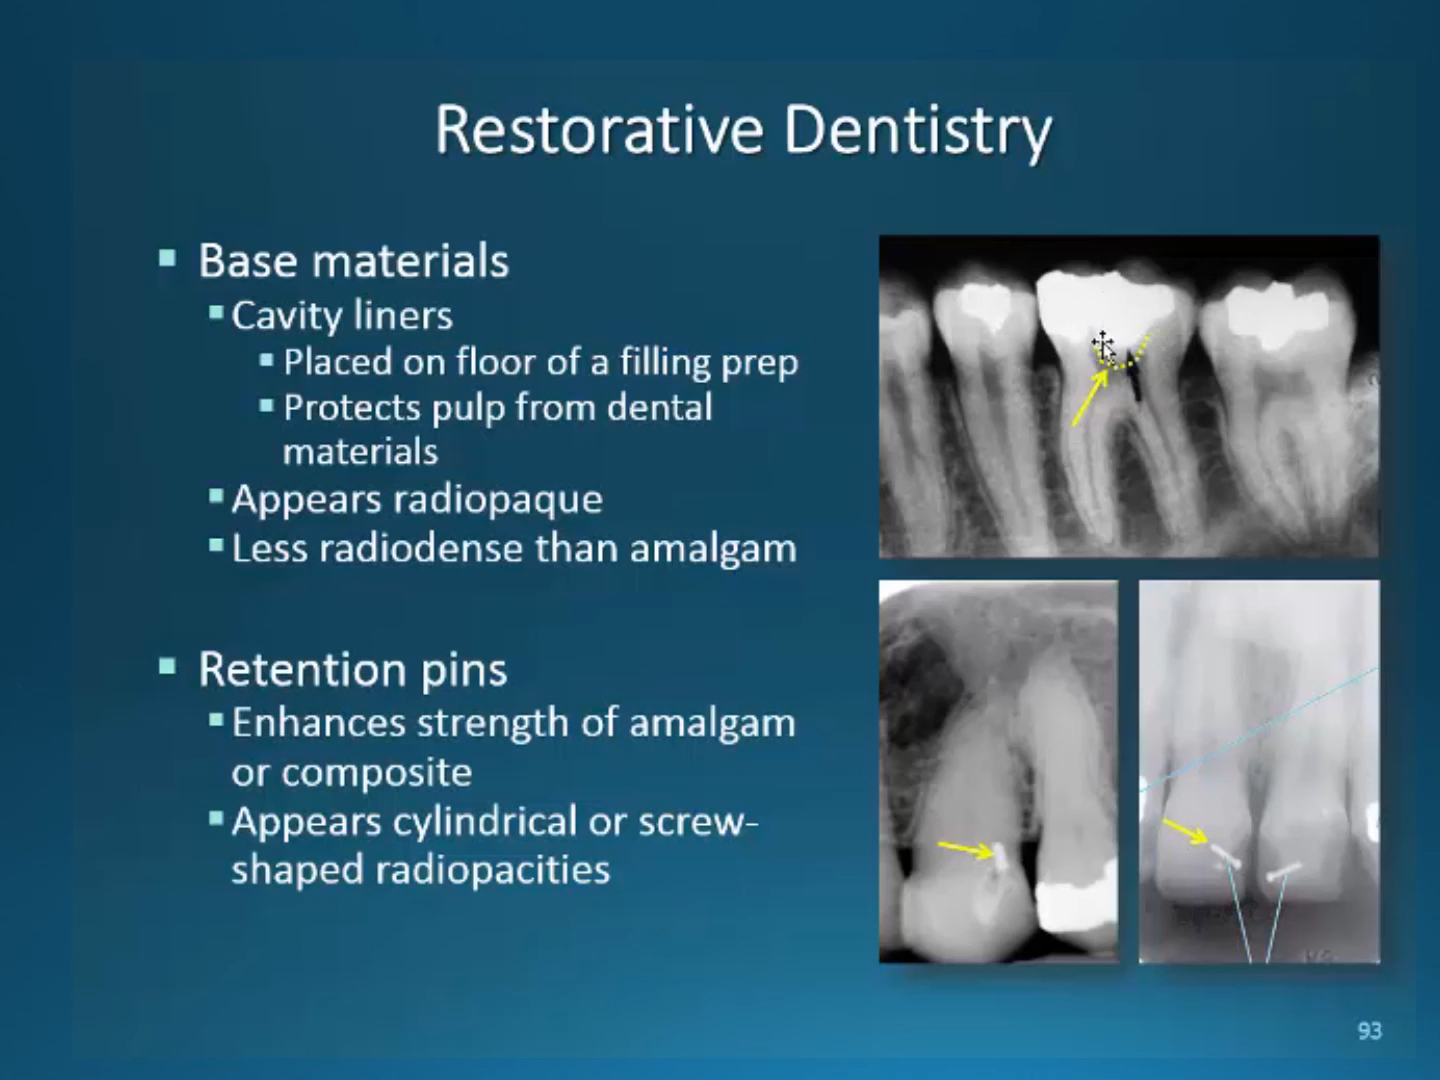 Restorative Dentistry
Base materials
Cavity liners
Placed on floor of a filling prep
Protects pulp from dental
materials
Appears radiopaque
Less radiodense than amalgam
Retention pins
Enhances strength of amalgam
or composite
Appears cylindrical or screw-
shaped radiopacities
93